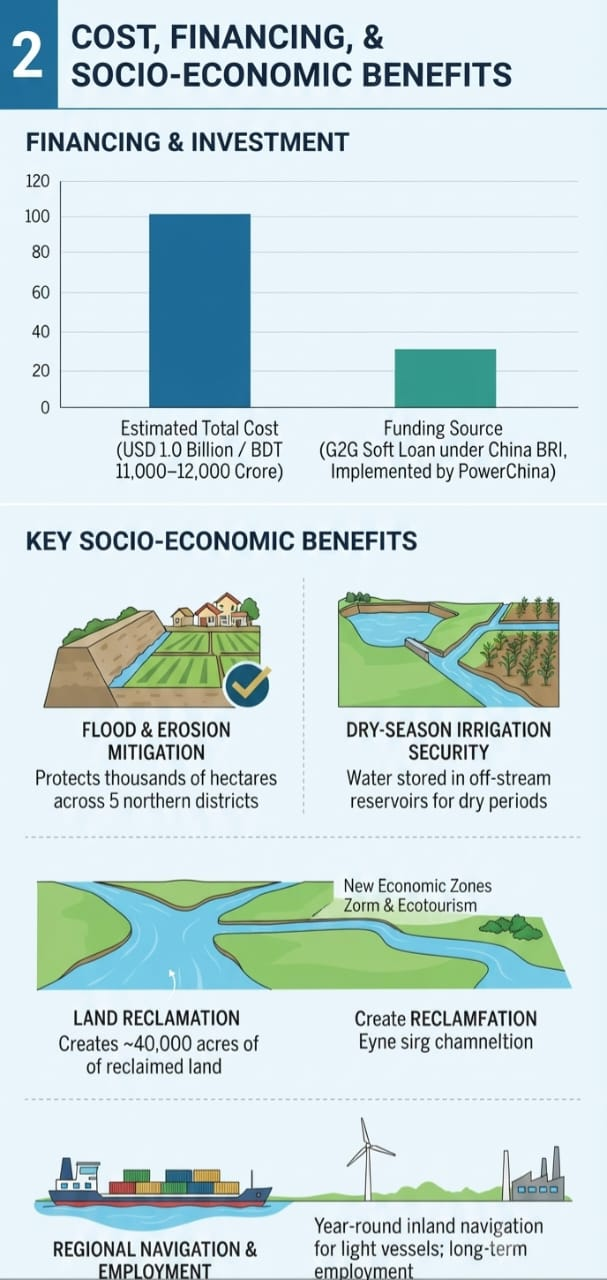 2
COST, FINANCING, &
SOCIO-ECONOMIC BENEFITS
FINANCING & INVESTMENT
120
100
80
60
40
20
0
Estimated Total Cost
(USD 1.0 Billion / BDT
11,000–12,000 Crore)
Funding Source
(G2G Soft Loan under China BRI,
Implemented by PowerChina)
KEY SOCIO-ECONOMIC BENEFITS
FLOOD & EROSION
MITIGATION
Protects thousands of hectares
across 5 northern districts
DRY-SEASON IRRIGATION
SECURITY
Water stored in off-stream
reservoirs for dry periods
New Economic Zones
Zorm & Ecotourism
LAND RECLAMATION
Creates ~40,000 acres of
of reclaimed land
Create RECLAMFATION
Eyne sirg chamneltion
REGIONAL NAVIGATION &
EMPLOYMENT
Year-round inland navigation
for light vessels; long-term
employment